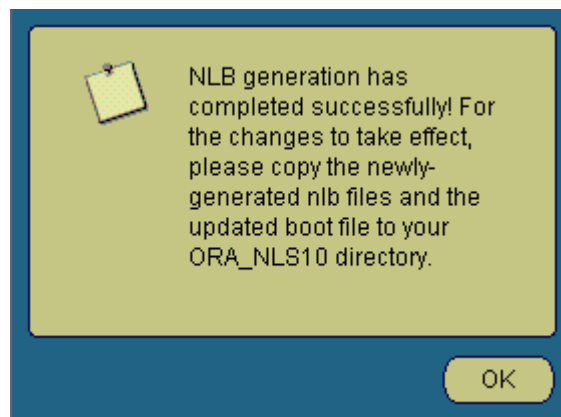 NLB generation has
completed successfully! For
the changes to take effect,
please copy the newly-
generated nlb files and the
updated boot file to your
ORA_NLS10 directory.
OK